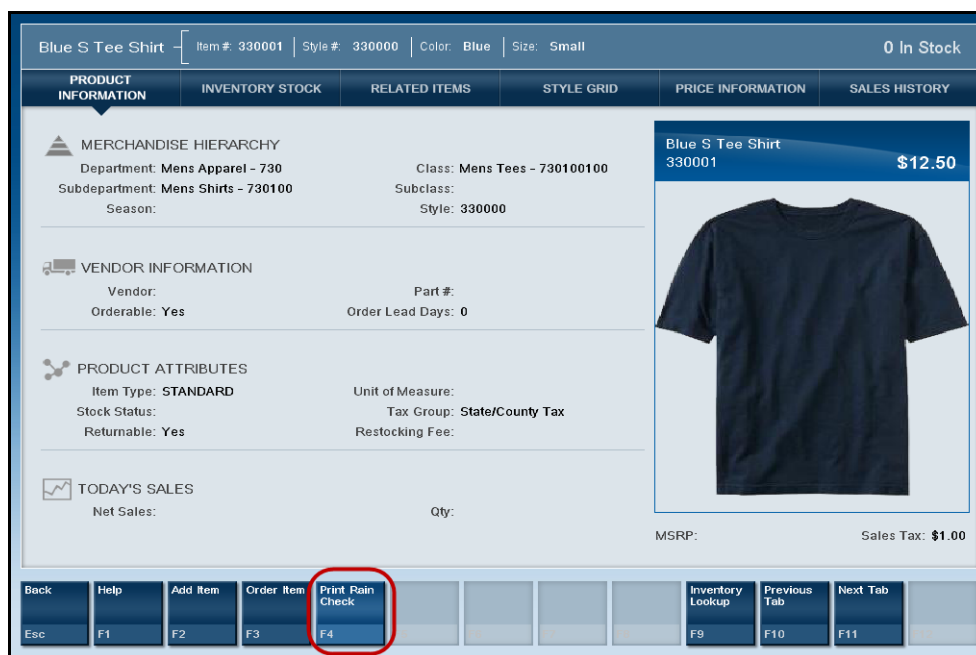 Blue S Tee Shirt Item #: 330001 Style #: 330000 Color: Blue Size: Small 0 In Stock
PRODUCT INFORMATION INVENTORY STOCK RELATED ITEMS STYLE GRID PRICE INFORMATION SALES HISTORY
MERCHANDISE HIERARCHY
Department: Mens Apparel - 730 Class: Mens Tees - 730100100
Subdepartment: Mens Shirts - 730100 Subclass:
Season: Style: 330000
VENDOR INFORMATION
Vendor: Part #:
Orderable: Yes Order Lead Days: 0
PRODUCT ATTRIBUTES
Item Type: STANDARD Unit of Measure:
Stock Status: Tax Group: State/County Tax
Returnable: Yes Restocking Fee:
TODAY'S SALES
Net Sales: Qty:
Blue S Tee Shirt
330001 $12.50
MSRP: Sales Tax: $1.00
Back Help Add Item Order Item Print Rain Check Inventory Lookup Previous Tab Next Tab
Esc F1 F2 F3 F4 F9 F10 F11